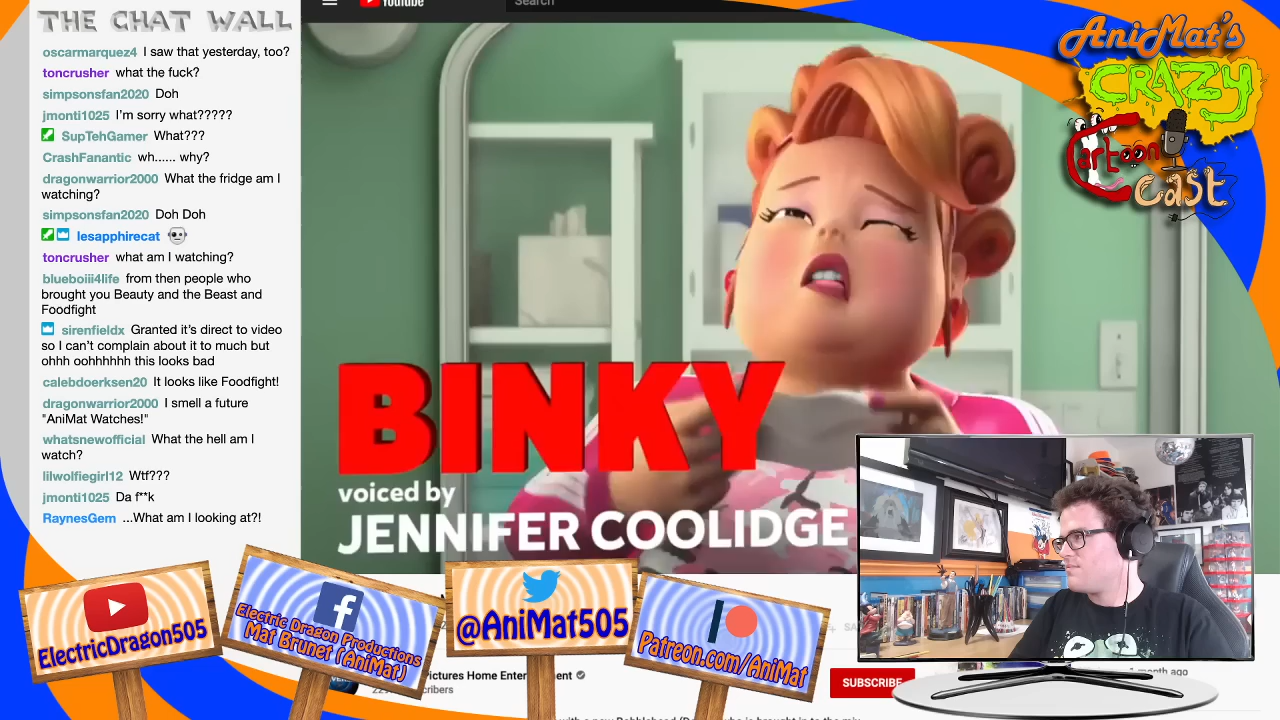 THE CHAT WALL
oscarmarquez4 I saw that yesterday, too?
toncrusher what the fuck?
simpsonsfan2020 Doh
jmonti1025 I'm sorry what?????
SupTehGamer What???
CrashFanantic wh...... why?
dragonwarrior2000 What the fridge am I
watching?
simpsonsfan2020 Doh Doh
lesapphirecat
toncrusher what am I watching?
blueboiii4life from then people who
brought you Beauty and the Beast and
Foodfight
sirenfieldx Granted it's direct to video
so I can't complain about it to much but
ohhh oohhhhhh this looks bad
calebdoerksen20 It looks like Foodfight!
dragonwarrior2000 I smell a future
"AniMat Watches!"
whatsnewofficial What the hell am I
watch?
lilwolfiegirl12 Wtf???
jmonti1025 Da f**k
RaynesGem ...What am I looking at?!
YouTube
Search
AniMat's
CRAZY
Cartoon
Cast
BINKY
voiced by
JENNIFER COOLIDGE
ElectricDragon505
Electric Dragon Productions
Mat Brunet (AniMat)
@AniMat505
Patreon.com/AniMat
Pictures Home Enter
SUBSCRIBE
1 month ago